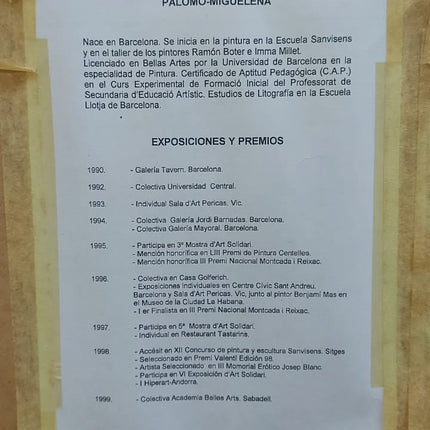 PALOMO-MIGUELEÑA
Nace en Barcelona. Se inicia en la pintura en la Escuela Sanvisens
y en el taller de los pintores Ramón Boter e Imma Millet.
Licenciado en Bellas Artes por la Universidad de Barcelona en la
especialidad de Pintura. Certificado de Aptitud Pedagógica (C.A.P.)
en el Curs Experimental de Formació Inicial del Professorat de
Secundaria d'Educació Artístic. Estudios de Litografía en la Escuela
Llotja de Barcelona.
EXPOSICIONES Y PREMIOS
1990. - Galería Tavern. Barcelona.
1992. - Colectiva Universidad Central.
1993. - Individual Sala d'Art Pericas. Vic.
1994. - Colectiva Galería Jordi Barnadas. Barcelona.
- Colectiva Galería Mayoral. Barcelona.
1995. - Participa en 3ª Mostra d'Art Solidari.
- Mención honorífica en LIII Premi de Pintura Centelles.
- Mención honorífica III Premi Nacional Montcada i Reixac.
1996. - Colectiva en Casa Golferich.
- Exposiciones individuales en Centre Cívic Sant Andreu.
Barcelona y Sala d'Art Pericas. Vic, junto al pintor Benjamí Mas en
el Museo de la Ciudad La Habana.
- I er Finalista en III Premi Nacional Montcada i Reixac.
1997. - Participa en 5ª Mostra d'Art Solidari.
- Individual en Restaurant Tastarins.
1998. - Accésit en XII Concurso de pintura y escultura Sanvisens. Sitges
- Seleccionado en Premi Valentí Edición 98.
- Artista Seleccionado en III Memorial Erótico Josep Blanc.
- Participa en VI Exposición d'Art Solidari.
- I Hiperart-Andorra.
1999. - Colectiva Academia Belles Arts. Sabadell.